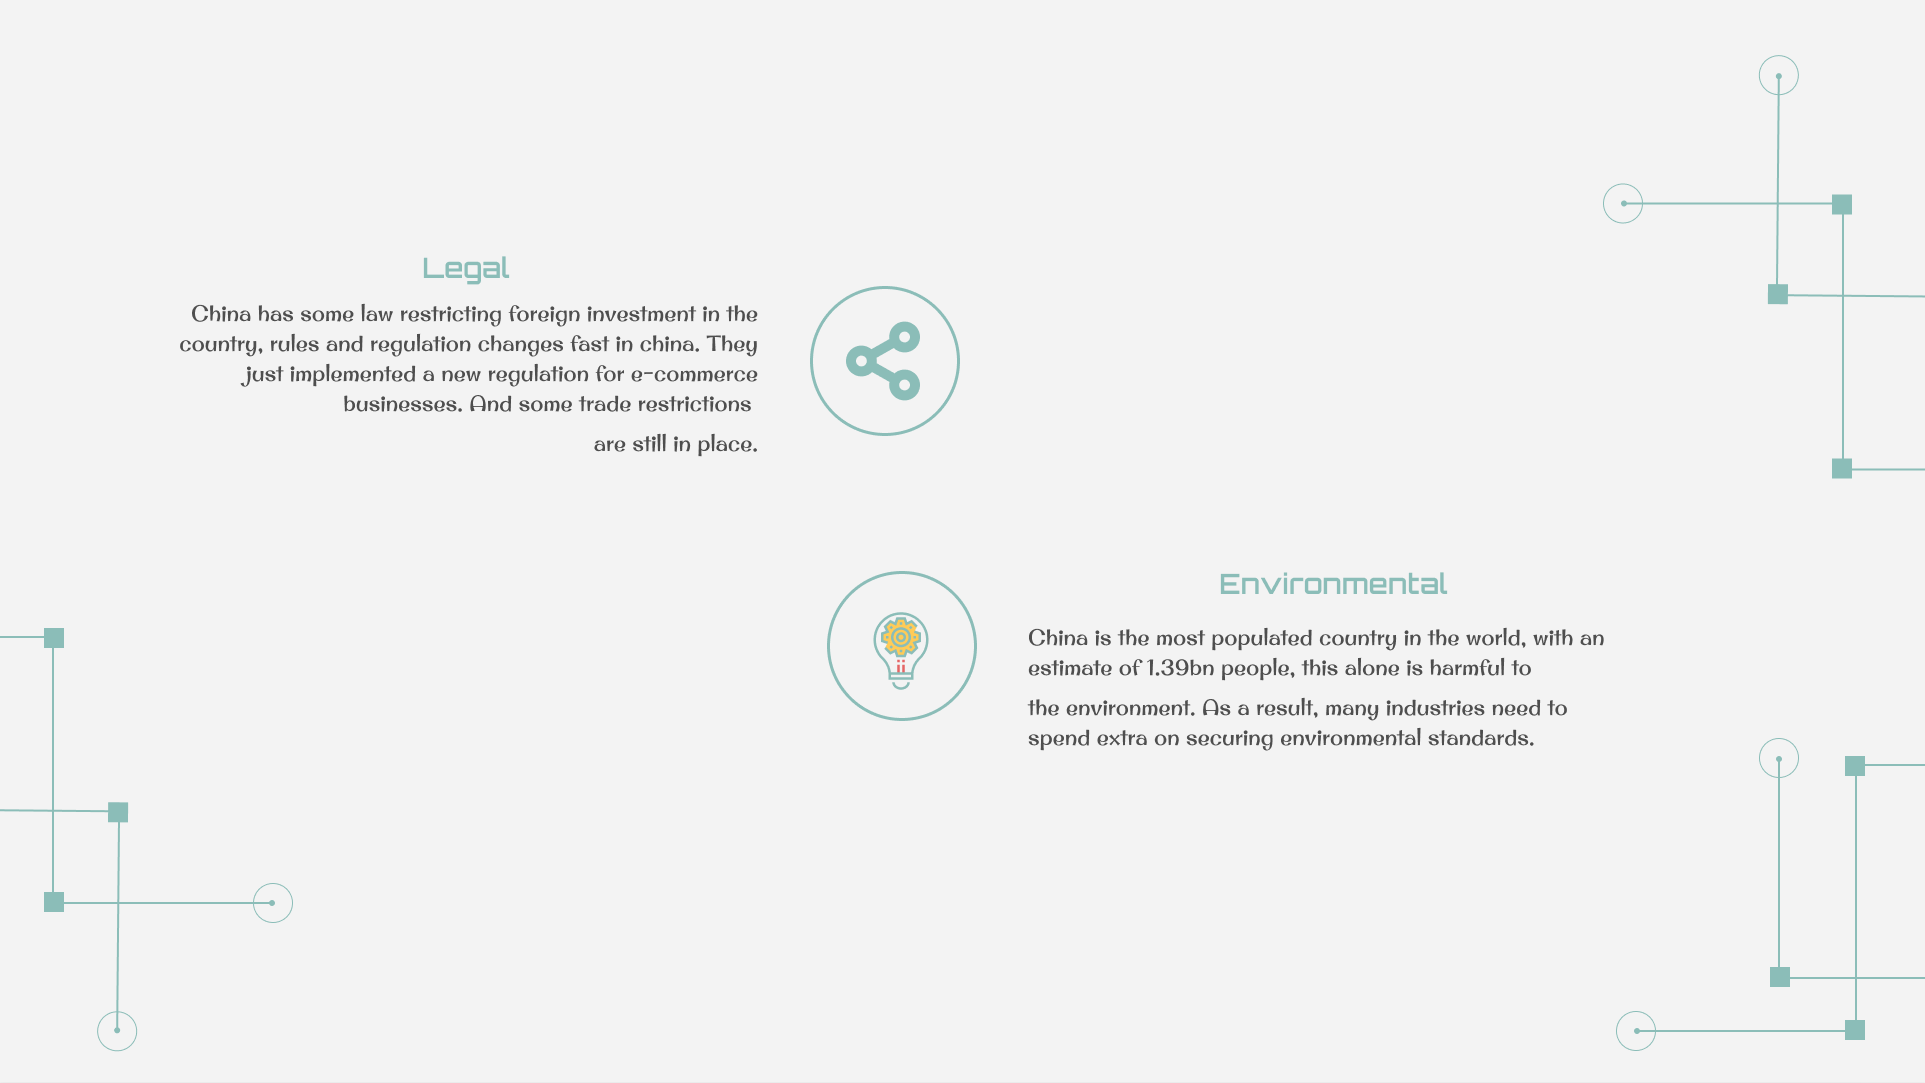 Legal
China has some law restricting foreign investment in the
country, rules and regulation changes fast in china. They
just implemented a new regulation for e-commerce
businesses. And some trade restrictions
are still in place.
Environmental
China is the most populated country in the world, with an
estimate of 1.39bn people, this alone is harmful to
the environment. As a result, many industries need to
spend extra on securing environmental standards.